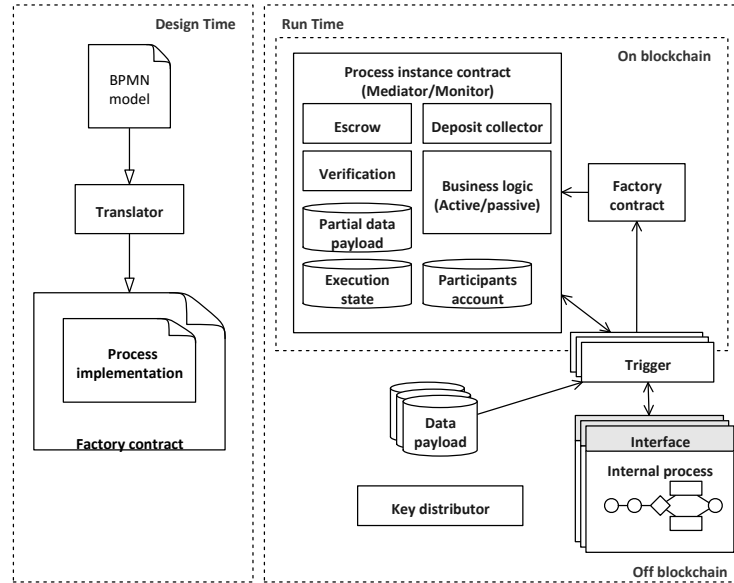 Design Time
BPMN
model
Translator
Process
implementation
Factory contract
Run Time
On blockchain
Process instance contract
(Mediator/Monitor)
Escrow
Deposit collector
Verification
Business logic
(Active/passive)
Partial data
payload
Execution
state
Participants
account
Factory
contract
Trigger
Data
payload
Interface
Internal process
Key distributor
Off blockchain